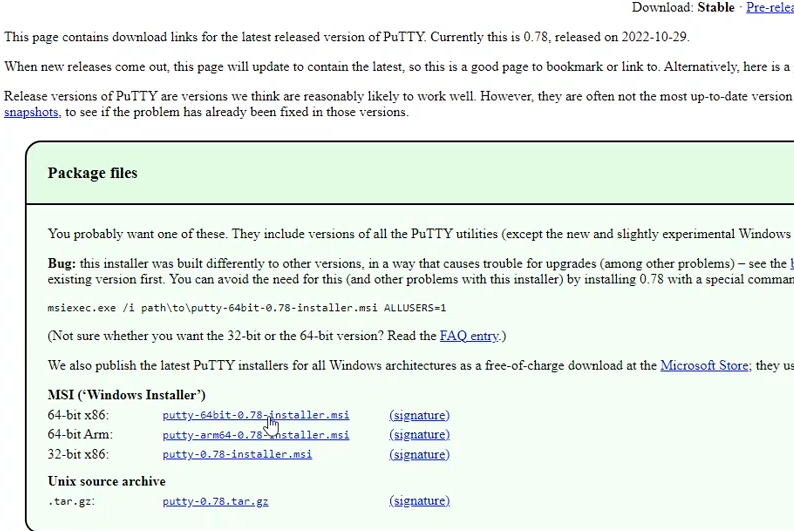 Download: Stable · Pre-relea
This page contains download links for the latest released version of PuTTY. Currently this is 0.78, released on 2022-10-29.
When new releases come out, this page will update to contain the latest, so this is a good page to bookmark or link to. Alternatively, here is a
Release versions of PuTTY are versions we think are reasonably likely to work well. However, they are often not the most up-to-date version
snapshots, to see if the problem has already been fixed in those versions.
Package files
You probably want one of these. They include versions of all the PuTTY utilities (except the new and slightly experimental Windows
Bug: this installer was built differently to other versions, in a way that causes trouble for upgrades (among other problems) – see the b
existing version first. You can avoid the need for this (and other problems with this installer) by installing 0.78 with a special comman
msiexec.exe /i path\to\putty-64bit-0.78-installer.msi ALLUSERS=1
(Not sure whether you want the 32-bit or the 64-bit version? Read the FAQ entry.)
We also publish the latest PuTTY installers for all Windows architectures as a free-of-charge download at the Microsoft Store; they us
MSI (‘Windows Installer’)
64-bit x86: putty-64bit-0.78-installer.msi (signature)
64-bit Arm: putty-arm64-0.78-installer.msi (signature)
32-bit x86: putty-0.78-installer.msi (signature)
Unix source archive
.tar.gz: putty-0.78.tar.gz (signature)